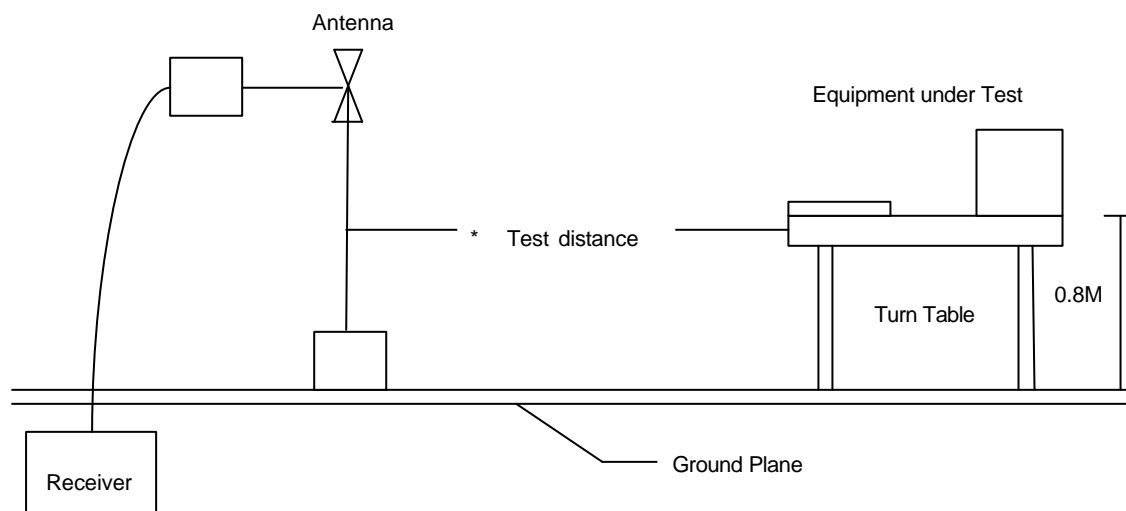 Antenna
Equipment under Test
* Test distance
0.8M
Turn Table
Ground Plane
Receiver